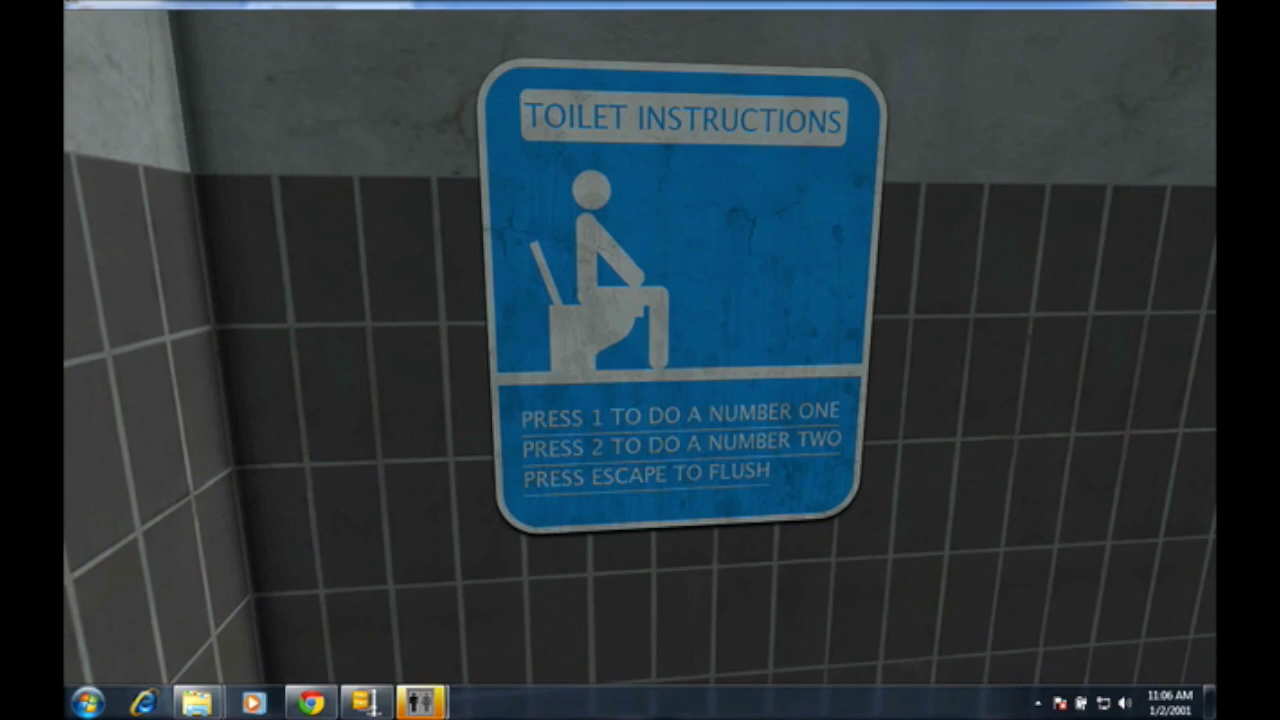 TOILET INSTRUCTIONS
PRESS 1 TO DO A NUMBER ONE
PRESS 2 TO DO A NUMBER TWO
PRESS ESCAPE TO FLUSH
11:06 AM
1/2/2001